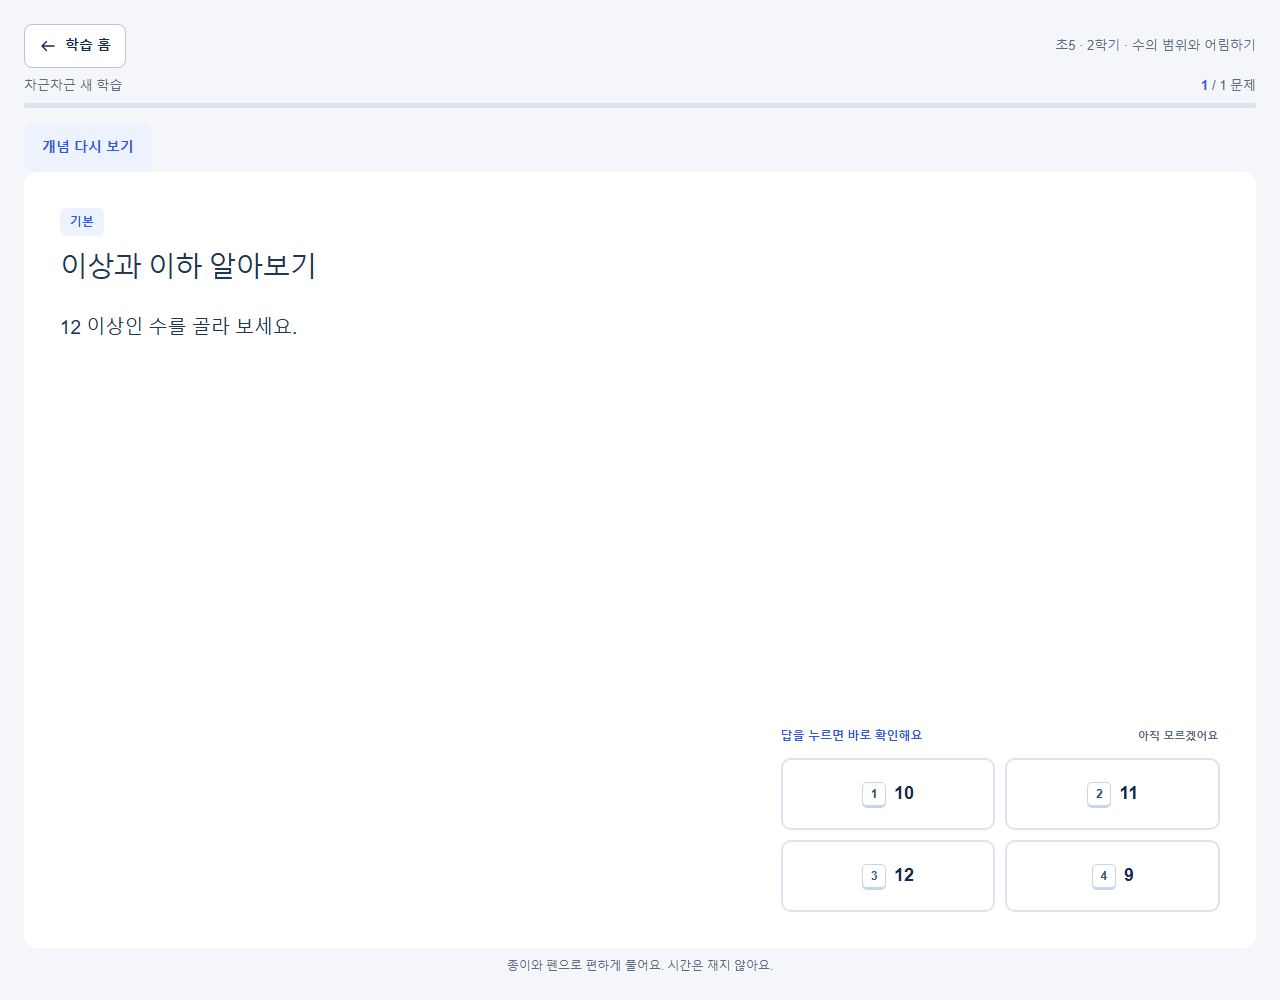 ← 학습 홈
초5 · 2학기 · 수의 범위와 어림하기
차근차근 새 학습
1 / 1 문제
개념 다시 보기
기본
이상과 이하 알아보기
12 이상인 수를 골라 보세요.
답을 누르면 바로 확인해요
아직 모르겠어요
1 10
2 11
3 12
4 9
종이와 펜으로 편하게 풀어요. 시간은 재지 않아요.